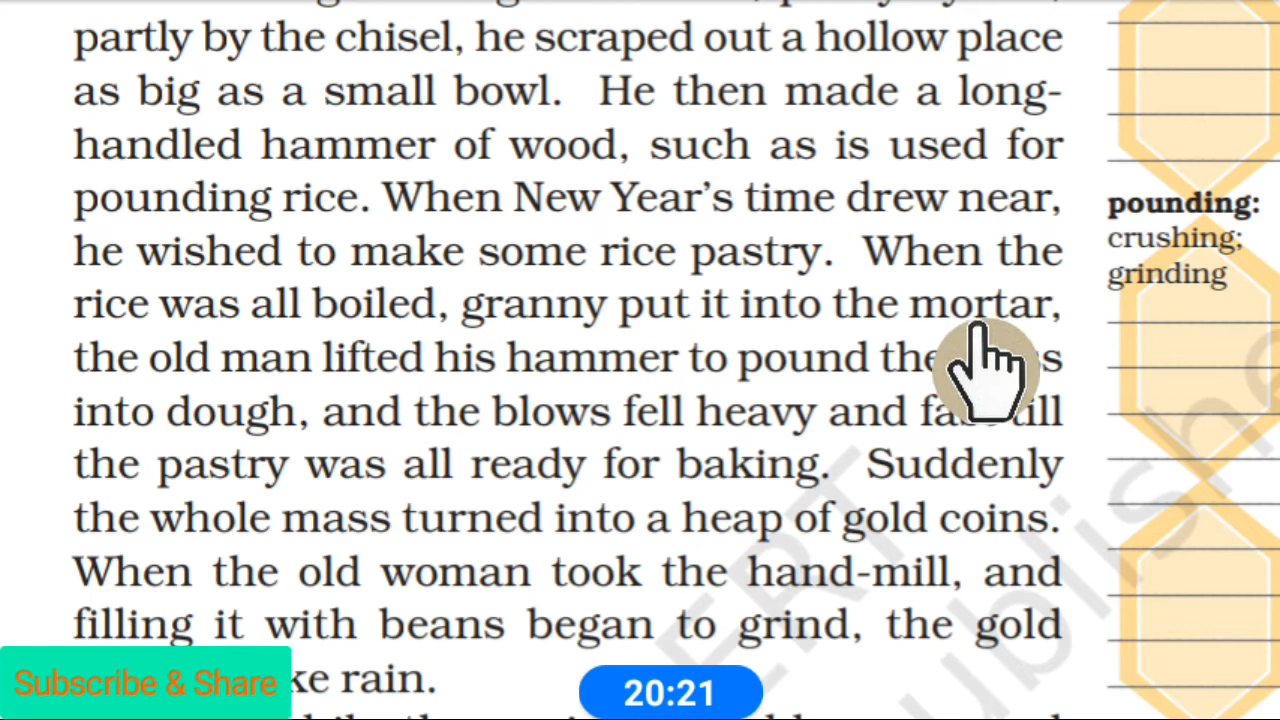 partly by the chisel, he scraped out a hollow place
as big as a small bowl. He then made a long-
handled hammer of wood, such as is used for
pounding rice. When New Year's time drew near,
he wished to make some rice pastry. When the
rice was all boiled, granny put it into the mortar,
the old man lifted his hammer to pound the
into dough, and the blows fell heavy and till
the pastry was all ready for baking. Suddenly
the whole mass turned into a heap of gold coins.
When the old woman took the hand-mill, and
filling it with beans began to grind, the gold
rain.
pounding:
crushing;
grinding
Subscribe & Share
20:21